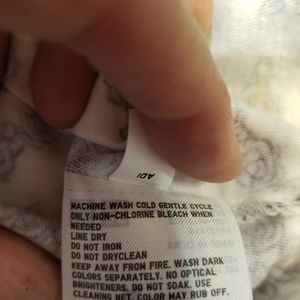 ADI
MACHINE WASH COLD GENTLE CYCLE
ONLY NON-CHLORINE BLEACH WHEN
NEEDED
LINE DRY
DO NOT IRON
DO NOT DRYCLEAN
KEEP AWAY FROM FIRE. WASH DARK
COLORS SEPARATELY. NO OPTICAL
BRIGHTENERS. DO NOT SOAK. USE
CLEANING NET. COLOR MAY RUB OFF.